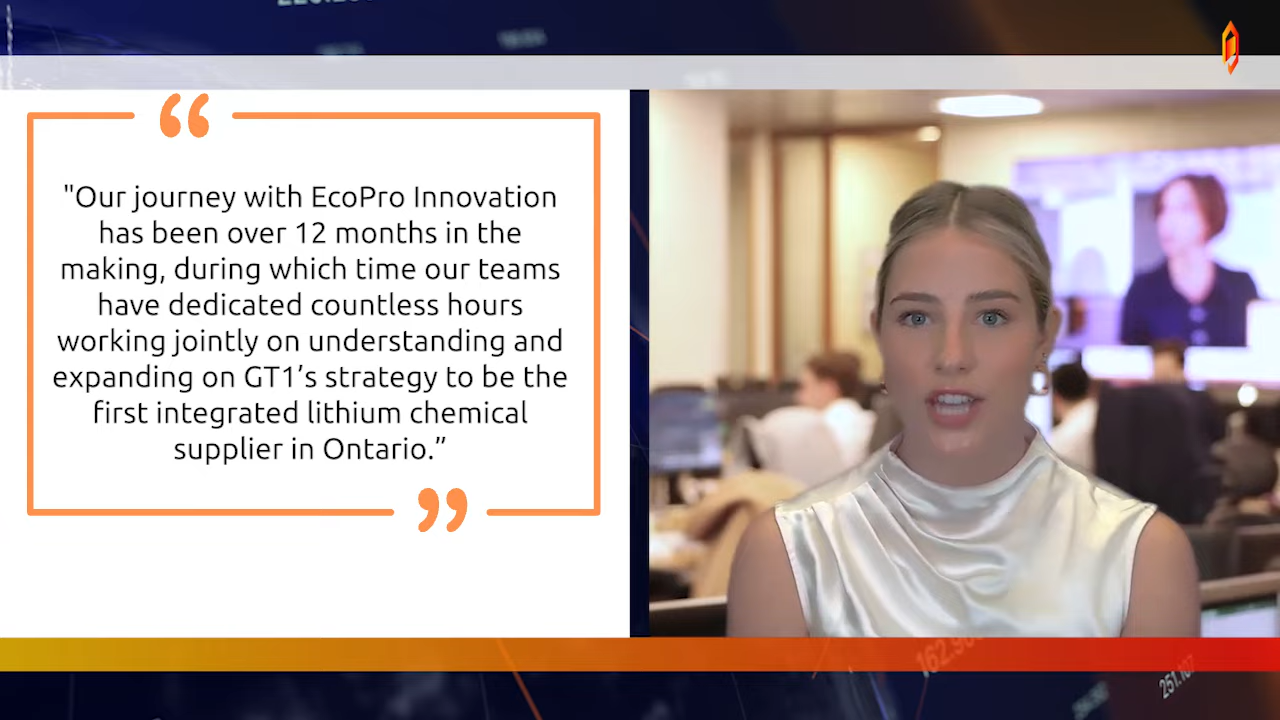 "Our journey with EcoPro Innovation
has been over 12 months in the
making, during which time our teams
have dedicated countless hours
working jointly on understanding and
expanding on GT1’s strategy to be the
first integrated lithium chemical
supplier in Ontario.”